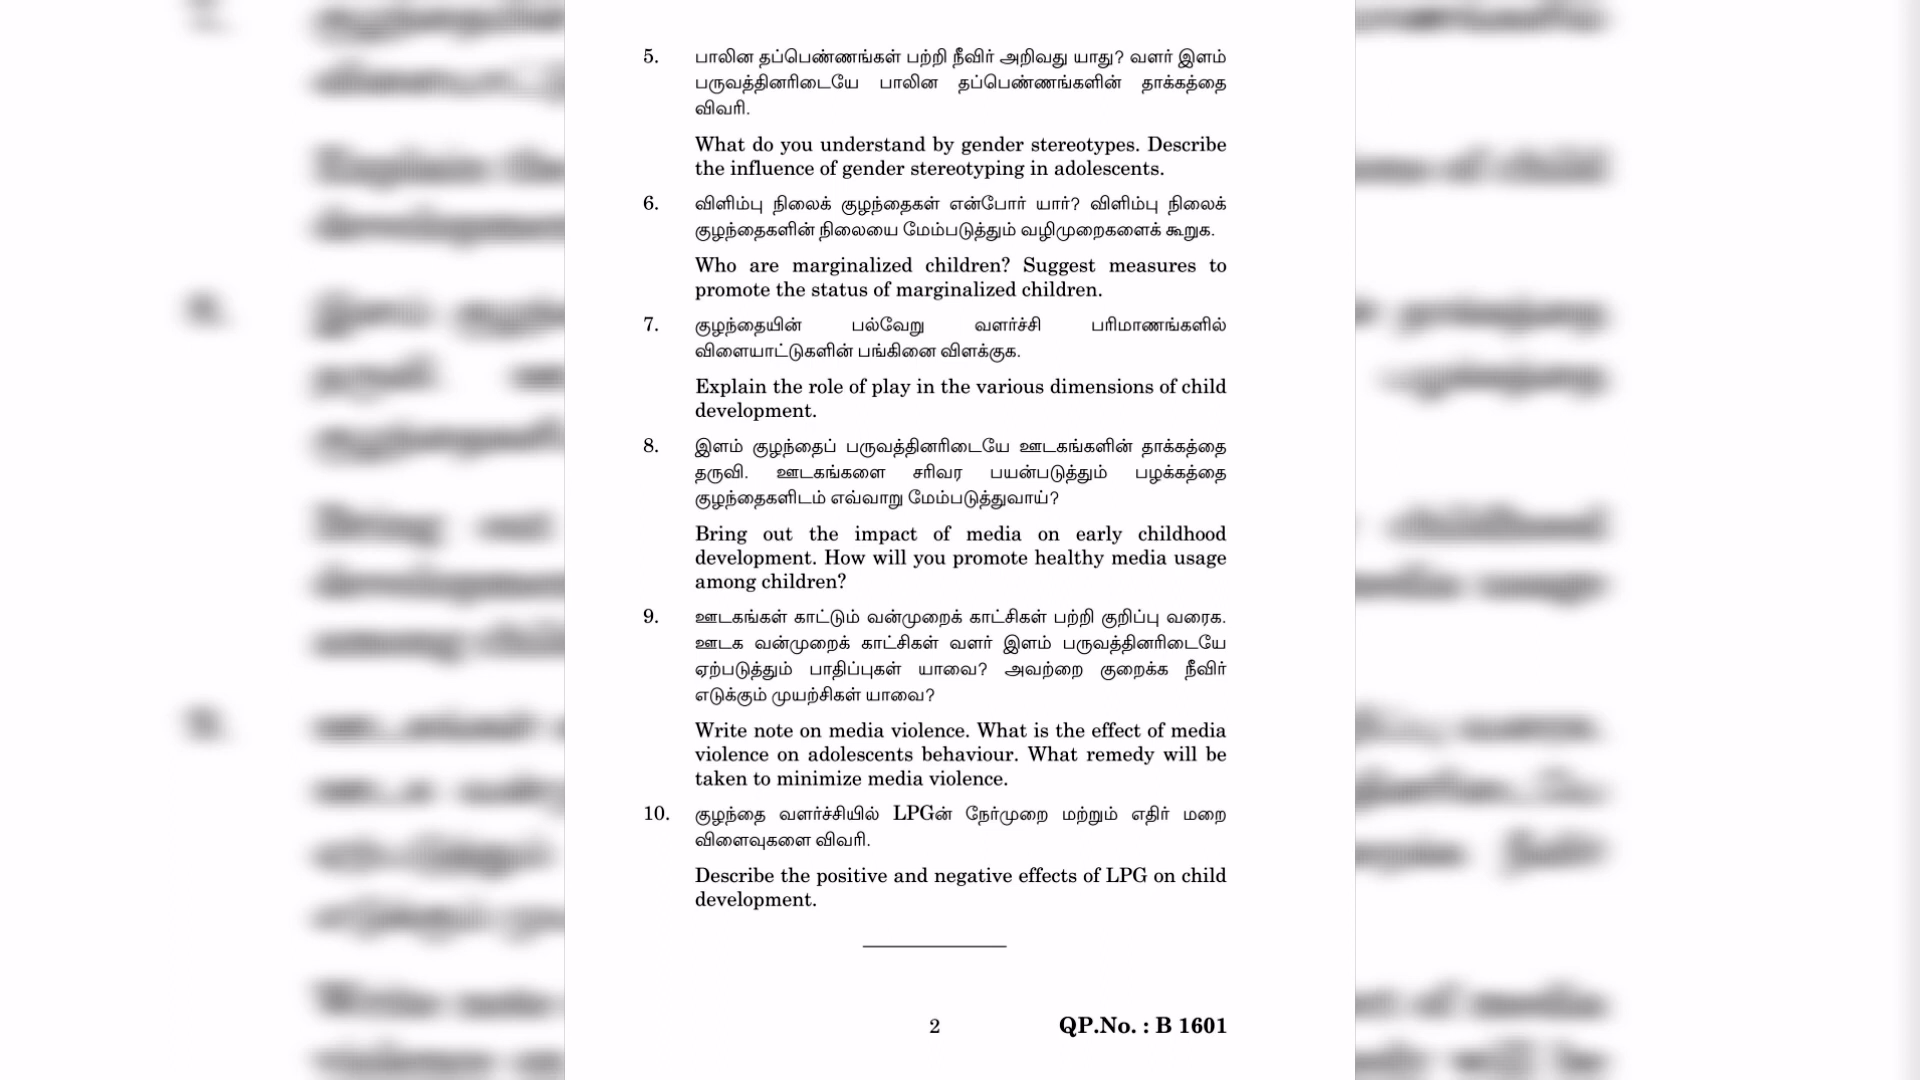 5. பாலின தப்பெண்ணங்கள் பற்றி நீவிர் அறிவது யாது? வளர் இளம்
பருவத்தினரிடையே பாலின தப்பெண்ணங்களின் தாக்கத்தை
விவரி.
What do you understand by gender stereotypes. Describe
the influence of gender stereotyping in adolescents.
6. விளிம்பு நிலைக் குழந்தைகள் என்போர் யார்? விளிம்பு நிலைக்
குழந்தைகளின் நிலையை மேம்படுத்தும் வழிமுறைகளைக் கூறுக.
Who are marginalized children? Suggest measures to
promote the status of marginalized children.
7. குழந்தையின் பல்வேறு வளர்ச்சி பரிமாணங்களில்
விளையாட்டுகளின் பங்கினை விளக்குக.
Explain the role of play in the various dimensions of child
development.
8. இளம் குழந்தைப் பருவத்தினரிடையே ஊடகங்களின் தாக்கத்தை
தருவி. ஊடகங்களை சரிவர பயன்படுத்தும் பழக்கத்தை
குழந்தைகளிடம் எவ்வாறு மேம்படுத்துவாய்?
Bring out the impact of media on early childhood
development. How will you promote healthy media usage
among children?
9. ஊடகங்கள் காட்டும் வன்முறைக் காட்சிகள் பற்றி குறிப்பு வரைக.
ஊடக வன்முறைக் காட்சிகள் வளர் இளம் பருவத்தினரிடையே
ஏற்படுத்தும் பாதிப்புகள் யாவை? அவற்றை குறைக்க நீவிர்
எடுக்கும் முயற்சிகள் யாவை?
Write note on media violence. What is the effect of media
violence on adolescents behaviour. What remedy will be
taken to minimize media violence.
10. குழந்தை வளர்ச்சியில் LPGன் நேர்முறை மற்றும் எதிர் மறை
விளைவுகளை விவரி.
Describe the positive and negative effects of LPG on child
development.
2 QP.No. : B 1601